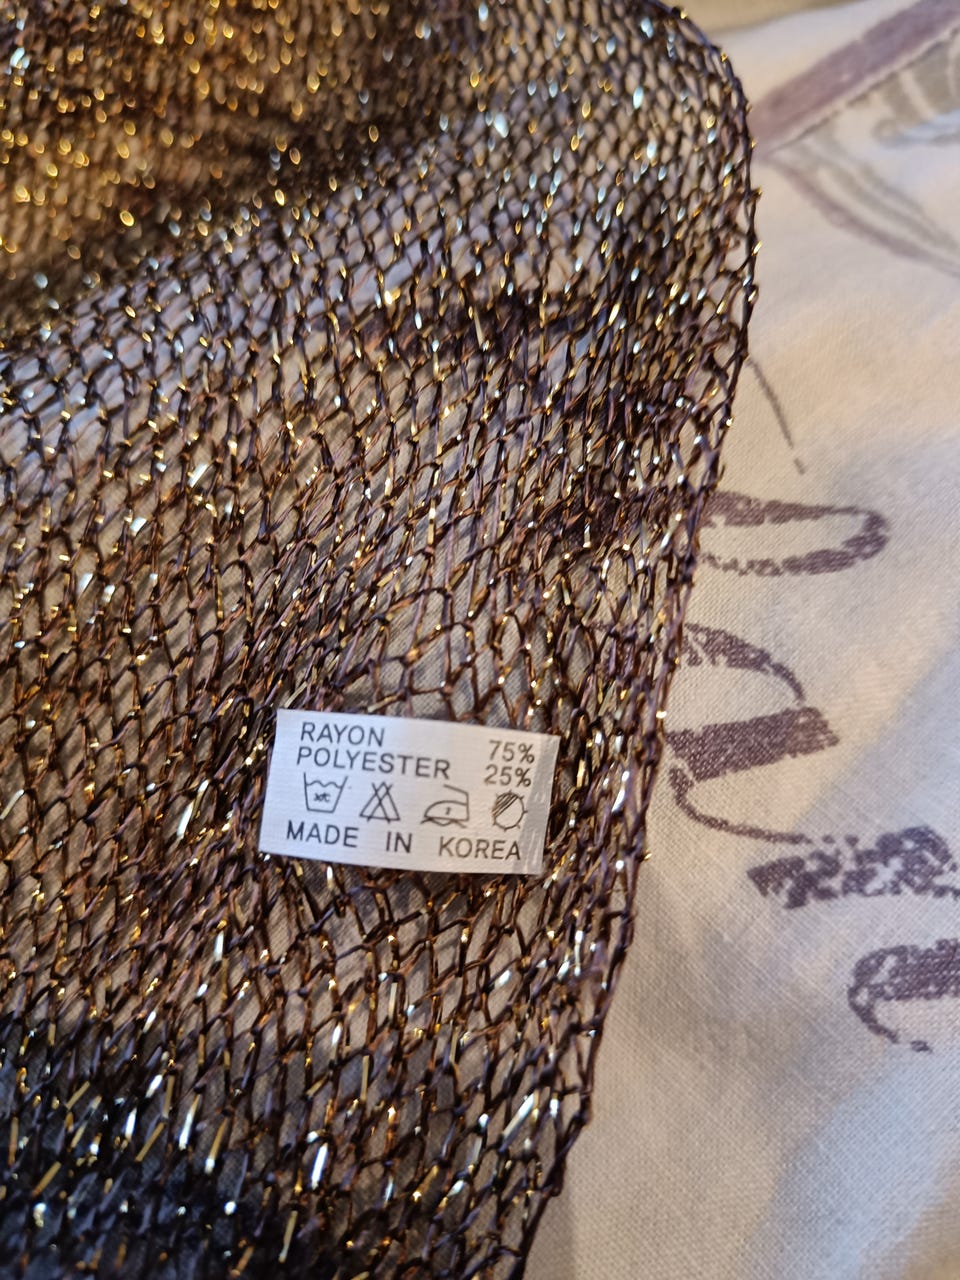 RAYON 75%
POLYESTER 25%
MADE IN KOREA